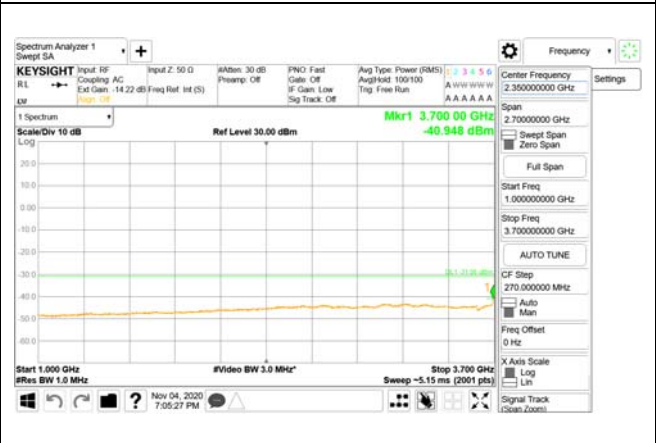 Spectrum Analyzer 1
Swept SA
Frequency
KEYSIGHT
RL
Input: RF
Coupling: AC
Ext Gain: -14.22 dB
Align: Off
Input Z: 50 Ω
Freq Ref: Int (S)
#Atten: 30 dB
Preamp: Off
PNO: Fast
Gate: Off
IF Gain: Low
Sig Track: Off
Avg Type: Power (RMS)
Avg|Hold: 100/100
Trig: Free Run
1 2 3 4 5 6
A W W W W W
A A A A A A
1 Spectrum
Scale/Div 10 dB
Log
Ref Level 30.00 dBm
Mkr1 3.700 00 GHz
-40.948 dBm
20.0
10.0
0.00
-10.0
-20.0
-30.0
-40.0
-50.0
-60.0
1
Start 1.000 GHz
#Res BW 1.0 MHz
#Video BW 3.0 MHz*
Stop 3.700 GHz
Sweep ~5.15 ms (2001 pts)
Nov 04, 2020
7:05:27 PM
Center Frequency
2.350000000 GHz
Settings
Span
2.70000000 GHz
Swept Span
Zero Span
Full Span
Start Freq
1.000000000 GHz
Stop Freq
3.700000000 GHz
AUTO TUNE
CF Step
270.000000 MHz
Auto
Man
Freq Offset
0 Hz
X Axis Scale
Log
Lin
Signal Track
(Span Zoom)